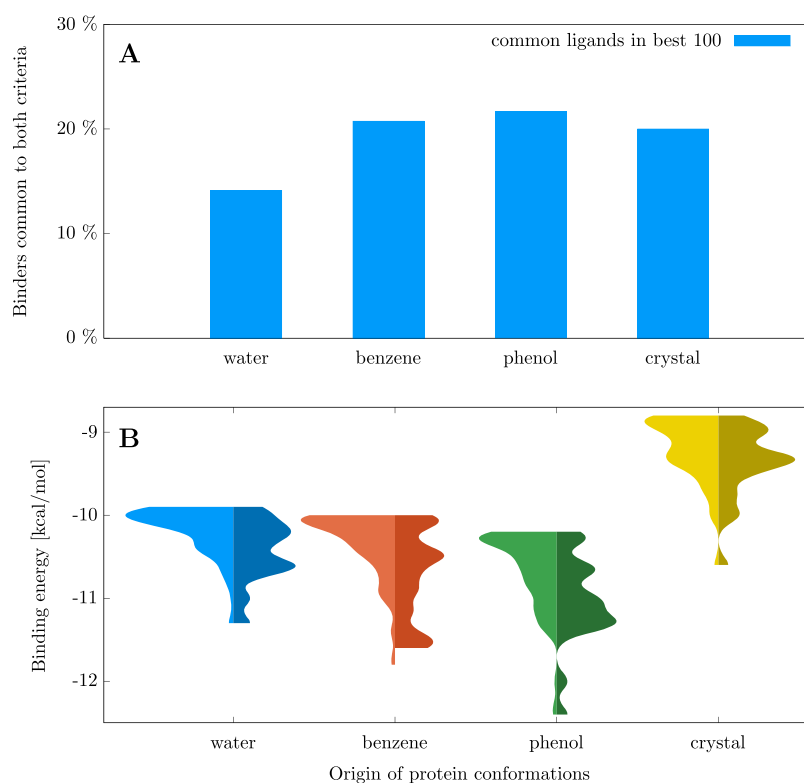 A
common ligands in best 100
Binders common to both criteria
30 %
20 %
10 %
0 %
water benzene phenol crystal
B
Binding energy [kcal/mol]
-9
-10
-11
-12
water benzene phenol crystal
Origin of protein conformations